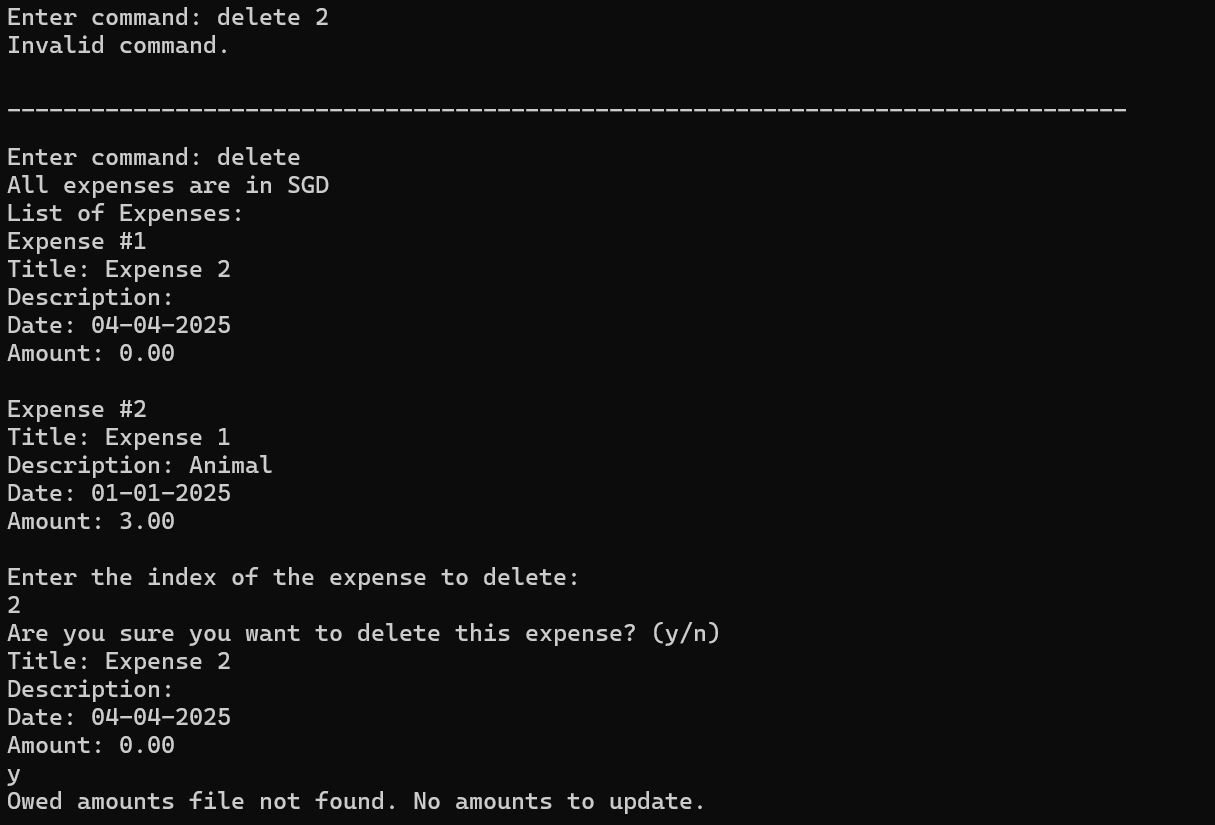 Enter command: delete 2
Invalid command.
________________________________________________________________________________
Enter command: delete
All expenses are in SGD
List of Expenses:
Expense #1
Title: Expense 2
Description:
Date: 04-04-2025
Amount: 0.00
Expense #2
Title: Expense 1
Description: Animal
Date: 01-01-2025
Amount: 3.00
Enter the index of the expense to delete:
2
Are you sure you want to delete this expense? (y/n)
Title: Expense 2
Description:
Date: 04-04-2025
Amount: 0.00
y
Owed amounts file not found. No amounts to update.